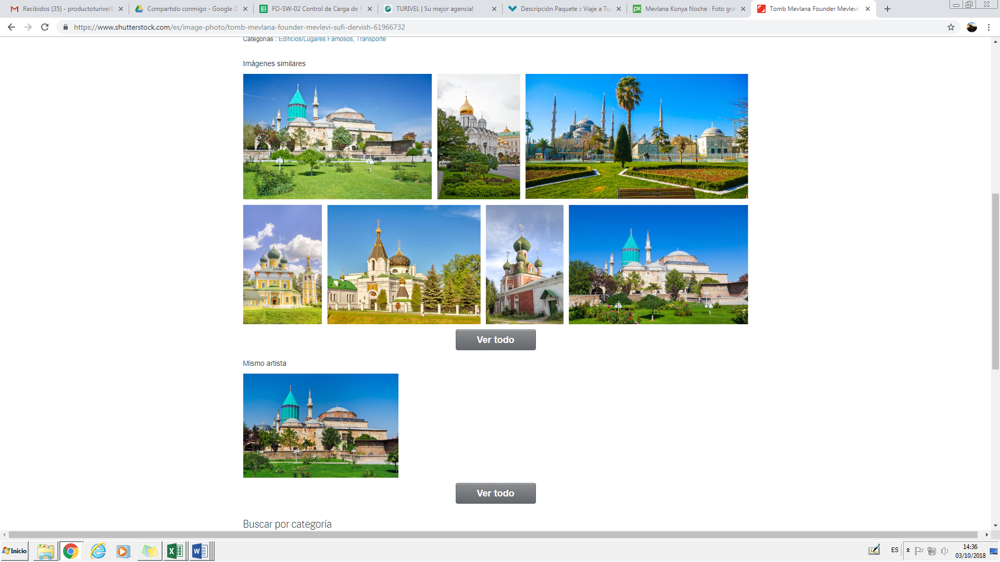 Recibidos (35) - productoturivel@
Compartido conmigo - Google D
FO-SW-02 Control de Carga de P
TURIVEL | Su mejor agencia!
Descripción Paquete :: Viaje a Tur
Mevlana Konya Noche · Foto gra
Tomb Mevlana Founder Mevlevi
https://www.shutterstock.com/es/image-photo/tomb-mevlana-founder-mevlevi-sufi-dervish-61966732
Categorías : Edificios/Lugares Famosos, Transporte
Imágenes similares
Ver todo
Mismo artista
Ver todo
Buscar por categoría
Inicio
ES
14:36
03/10/2018